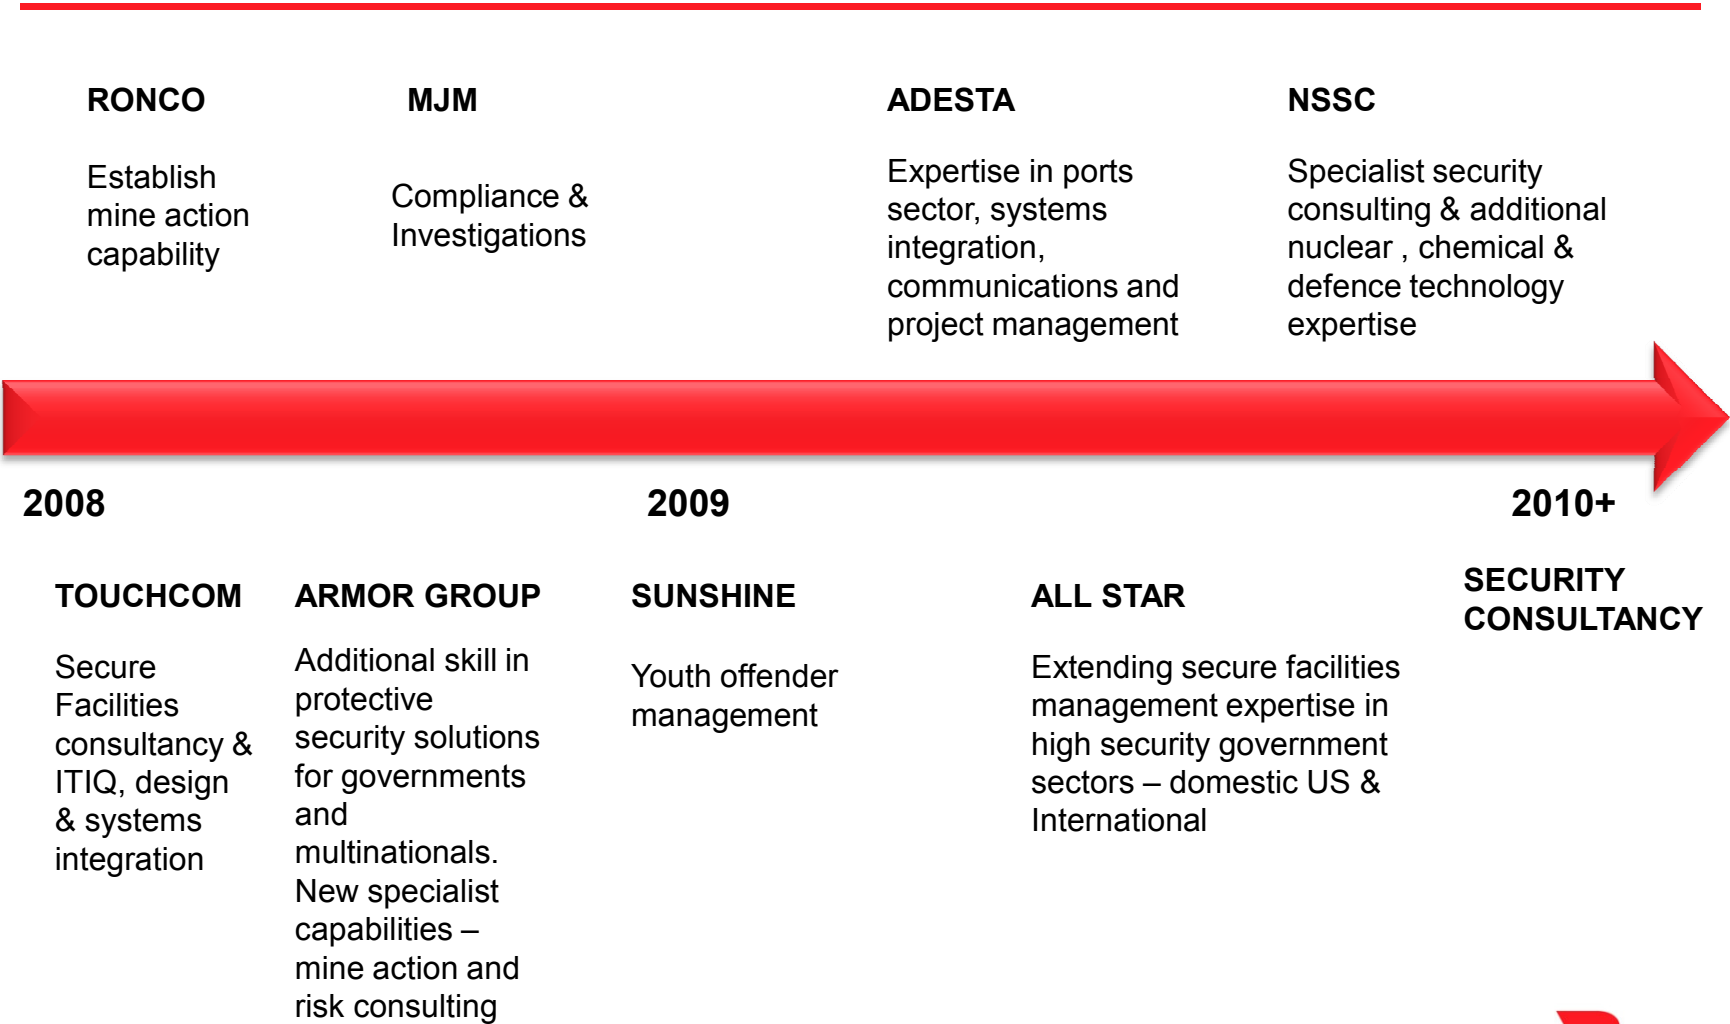 RONCO
Establish
mine action
capability
MJM
Compliance &
Investigations
ADESTA
Expertise in ports
sector, systems
integration,
communications and
project management
NSSC
Specialist security
consulting & additional
nuclear , chemical &
defence technology
expertise
2008
2009
2010+
TOUCHCOM
Secure
Facilities
consultancy &
ITIQ, design
& systems
integration
ARMOR GROUP
Additional skill in
protective
security solutions
for governments
and
multinationals.
New specialist
capabilities –
mine action and
risk consulting
SUNSHINE
Youth offender
management
ALL STAR
Extending secure facilities
management expertise in
high security government
sectors – domestic US &
International
SECURITY
CONSULTANCY